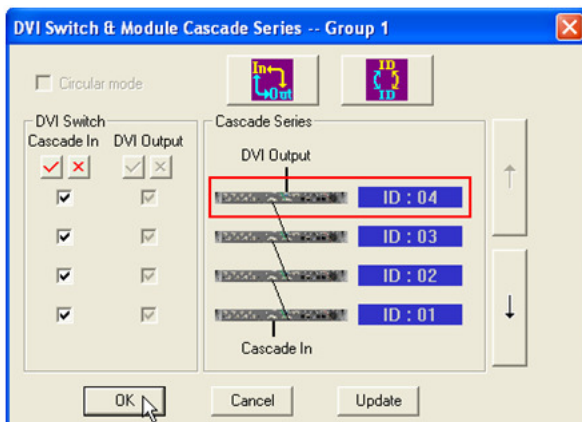 DVI Switch & Module Cascade Series -- Group 1
Circular mode
In
Out
ID
ID
DVI Switch
Cascade In DVI Output
Cascade Series
DVI Output
ID : 04
ID : 03
ID : 02
ID : 01
Cascade In
OK Cancel Update